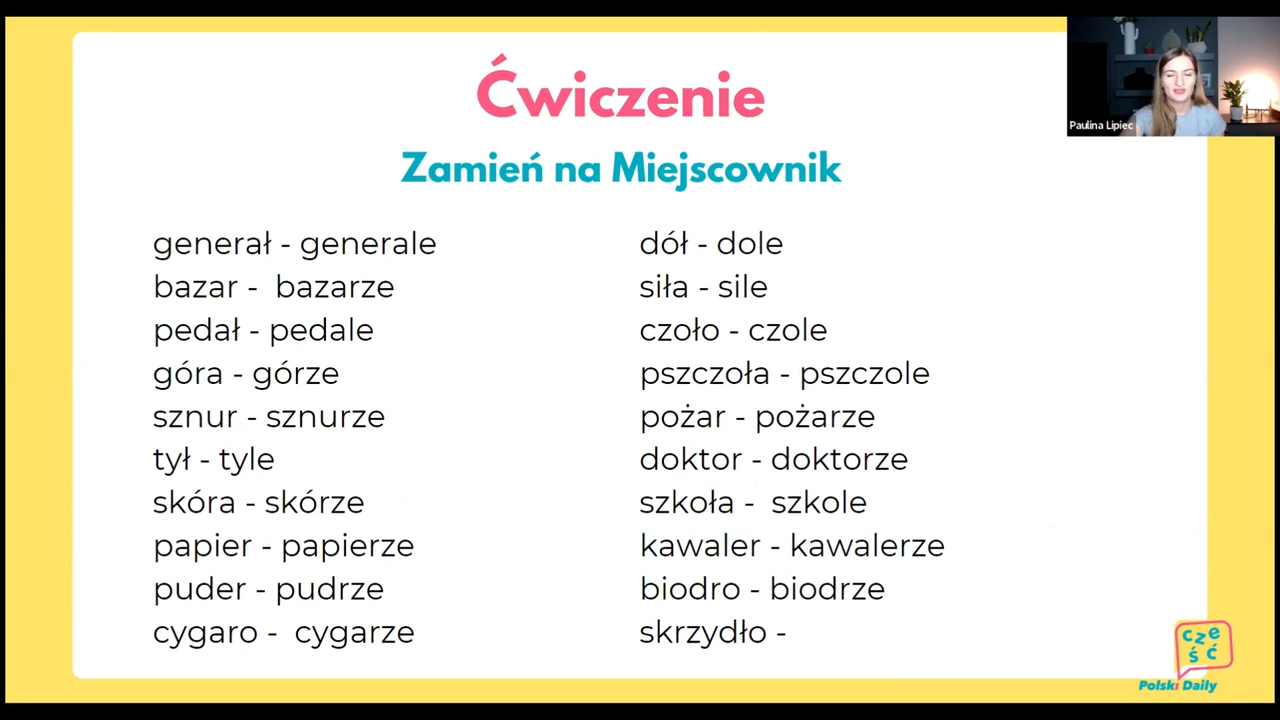 Ćwiczenie
Zamień na Miejscownik
generał - generale
bazar - bazarze
pedał - pedale
góra - górze
sznur - sznurze
tył - tyle
skóra - skórze
papier - papierze
puder - pudrze
cygaro - cygarze
dół - dole
siła - sile
czoło - czole
pszczoła - pszczole
pożar - pożarze
doktor - doktorze
szkoła - szkole
kawaler - kawalerze
biodro - biodrze
skrzydło -
Paulina Lipiec
cze
ść
Polski Daily